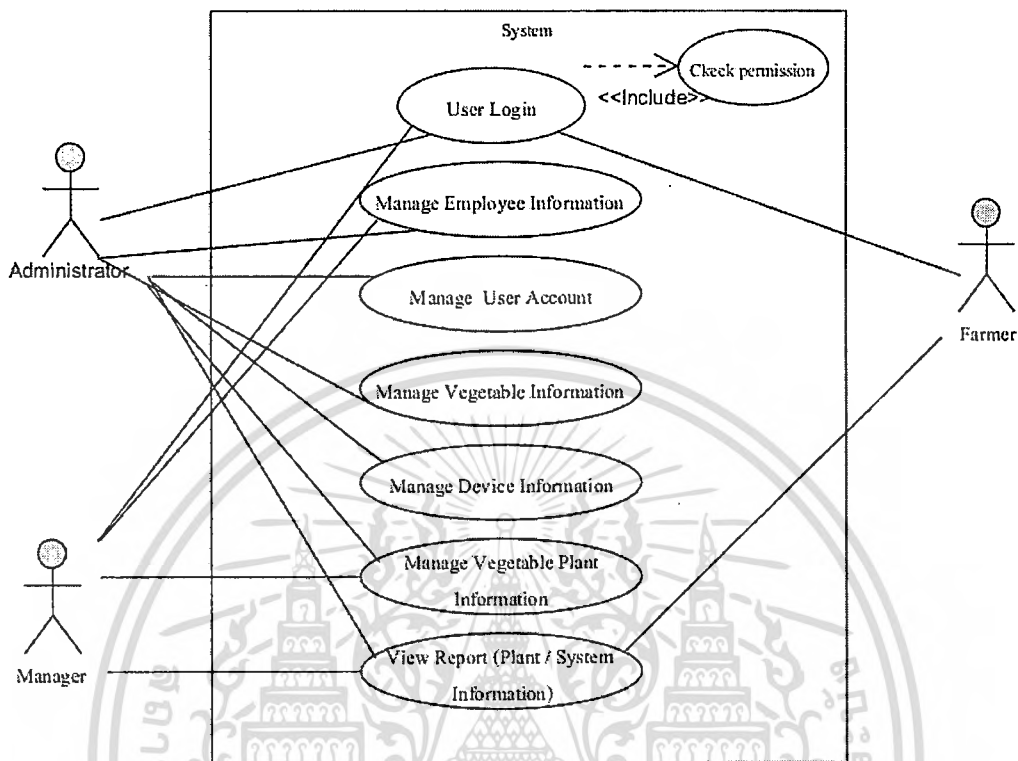 System
Ckeck permission
<<Include>>
User Login
Manage Employee Information
Administrator
Manage User Account
Farmer
Manage Vegetable Information
Manage Device Information
Manage Vegetable Plant
Information
Manager
View Report (Plant / System
Information)